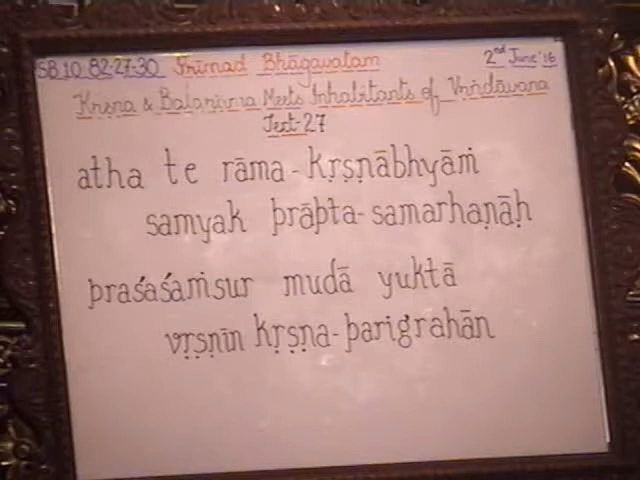 SB.10.82.27-30 Śrīmad Bhāgavatam 2nd June'16
Kṛṣṇa & Balarāma Meets Inhabitants of Vṛndāvana
Text-27
atha te rāma-kṛṣṇābhyāṁ
samyak prāpta-samarhaṇāḥ
praśaśaṁsur mudā yuktā
vṛṣṇīn kṛṣṇa-parigrahān